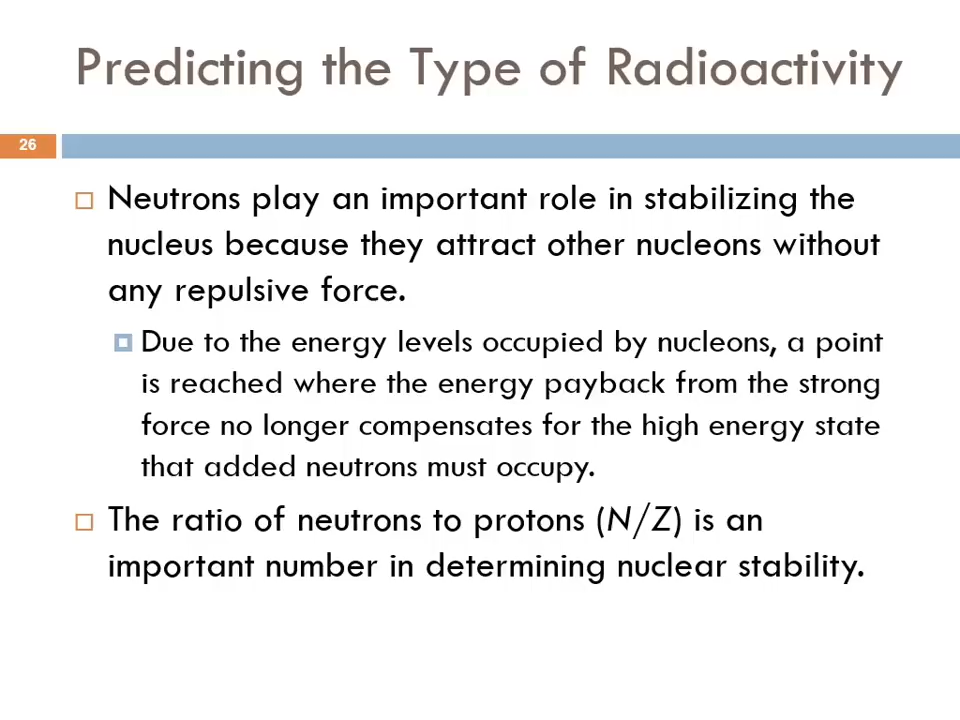 Predicting the Type of Radioactivity
26
Neutrons play an important role in stabilizing the
nucleus because they attract other nucleons without
any repulsive force.
Due to the energy levels occupied by nucleons, a point
is reached where the energy payback from the strong
force no longer compensates for the high energy state
that added neutrons must occupy.
The ratio of neutrons to protons (N/Z) is an
important number in determining nuclear stability.